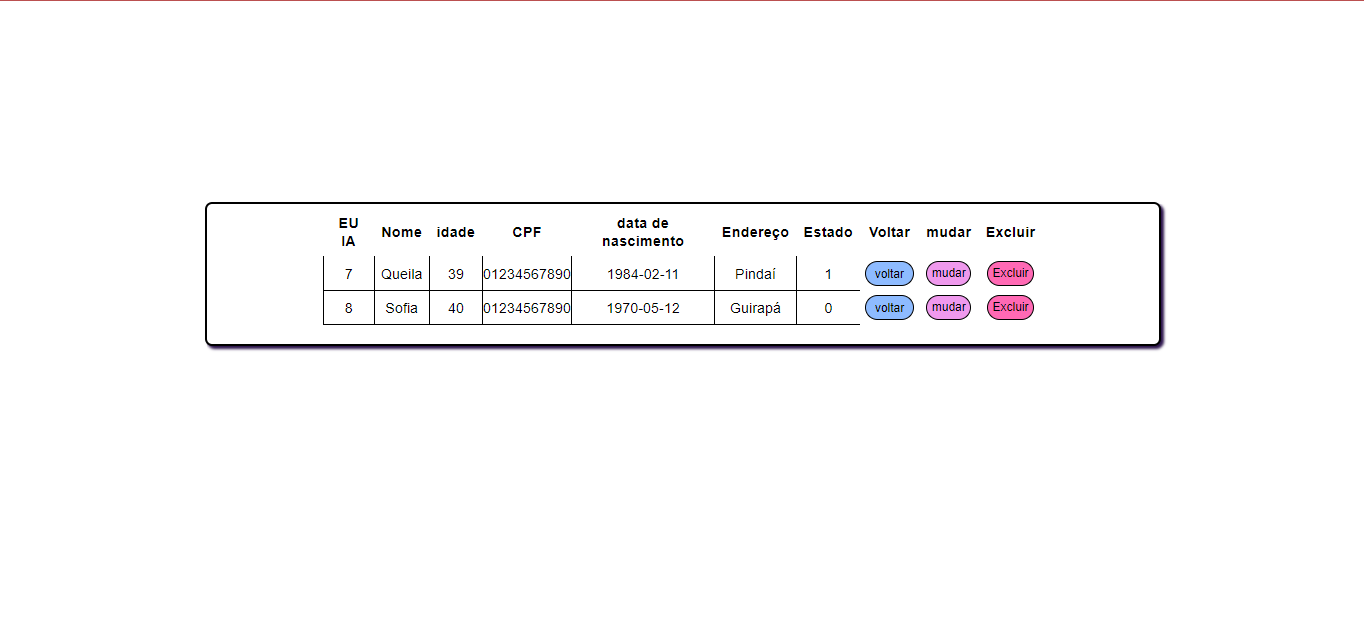 EU IA Nome idade CPF data de nascimento Endereço Estado Voltar mudar Excluir
7 Queila 39 01234567890 1984-02-11 Pindaí 1 voltar mudar Excluir
8 Sofia 40 01234567890 1970-05-12 Guirapá 0 voltar mudar Excluir